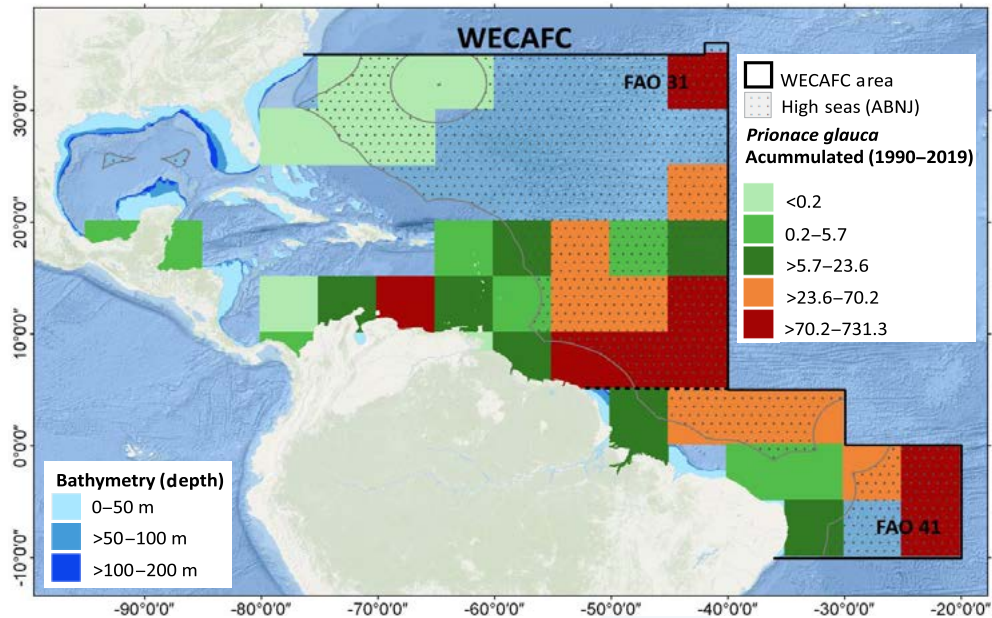 WECAFC
FAO 31
WECAFC area
High seas (ABNJ)
Prionace glauca
Acummulated (1990–2019)
<0.2
0.2–5.7
>5.7–23.6
>23.6–70.2
>70.2–731.3
30°0'0"
20°0'0"
10°0'0"
0°0'0"
-10°0'0"
Bathymetry (depth)
0–50 m
>50–100 m
>100–200 m
FAO 41
-90°0'0"
-80°0'0"
-70°0'0"
-60°0'0"
-50°0'0"
-40°0'0"
-30°0'0"
-20°0'0"